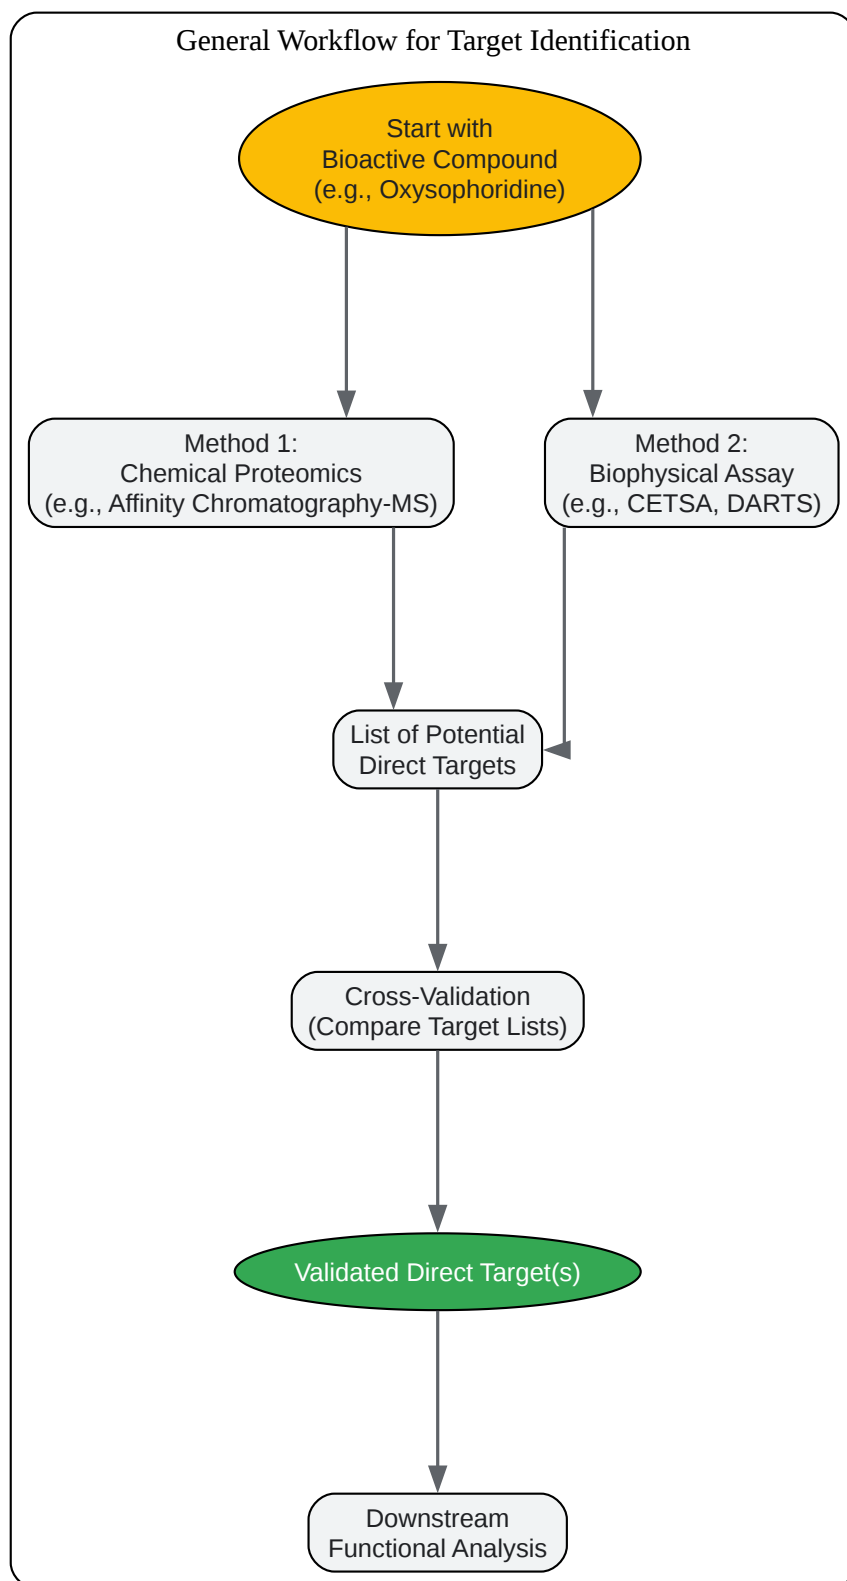 General Workflow for Target Identification
Start with
Bioactive Compound
(e.g., Oxysophoridine)
Method 1:
Chemical Proteomics
(e.g., Affinity Chromatography-MS)
Method 2:
Biophysical Assay
(e.g., CETSA, DARTS)
List of Potential
Direct Targets
Cross-Validation
(Compare Target Lists)
Validated Direct Target(s)
Downstream
Functional Analysis